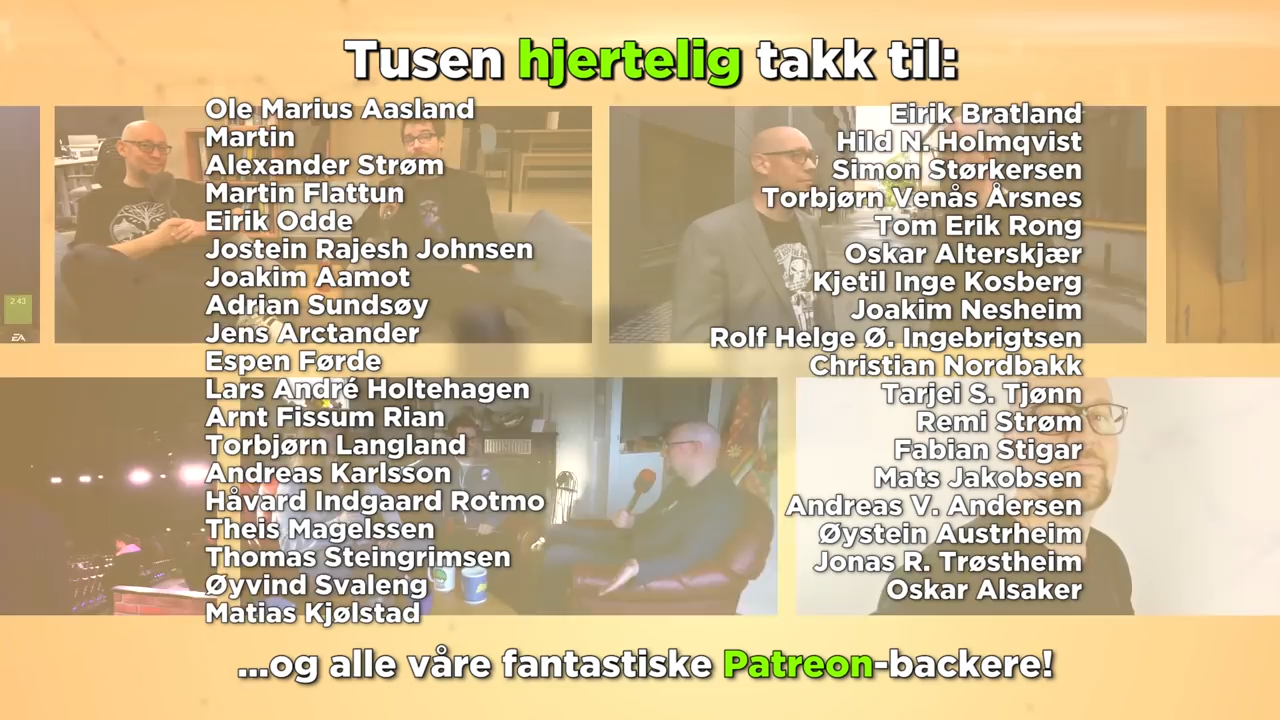 Tusen hjertelig takk til:
Ole Marius Aasland
Martin
Alexander Strøm
Martin Flattun
Eirik Odde
Jostein Rajesh Johnsen
Joakim Aamot
Adrian Sundsøy
Jens Arctander
Espen Førde
Lars André Holtehagen
Arnt Fissum Rian
Torbjørn Langland
Andreas Karlsson
Håvard Indgaard Rotmo
Theis Magelssen
Thomas Steingrimsen
Øyvind Svaleng
Matias Kjølstad
Eirik Bratland
Hild N. Holmqvist
Simon Størkersen
Torbjørn Venås Årsnes
Tom Erik Rong
Oskar Alterskjær
Kjetil Inge Kosberg
Joakim Nesheim
Rolf Helge Ø. Ingebrigtsen
Christian Nordbakk
Tarjei S. Tjønn
Remi Strøm
Fabian Stigar
Mats Jakobsen
Andreas V. Andersen
Øystein Austrheim
Jonas R. Trøstheim
Oskar Alsaker
2:43
EA
...og alle våre fantastiske Patreon-backere!